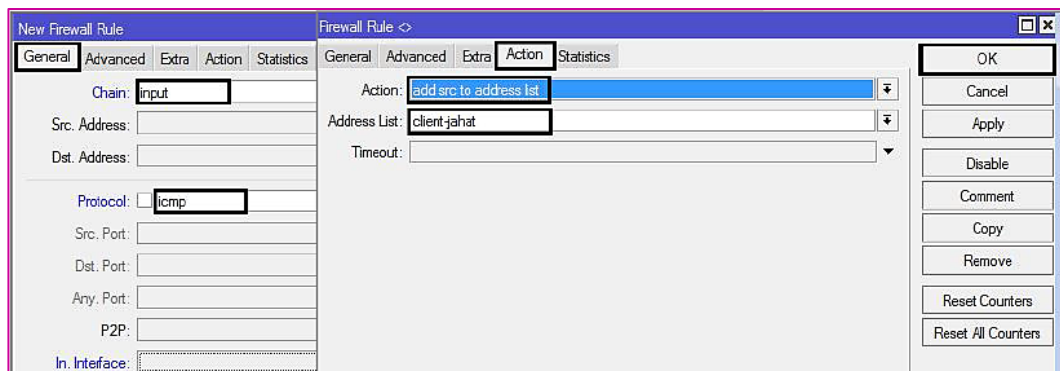 New Firewall Rule
General Advanced Extra Action Statistics
Chain: input
Src. Address:
Dst. Address:
Protocol: icmp
Src. Port:
Dst. Port:
Any. Port:
P2P:
In. Interface:
Firewall Rule <>
General Advanced Extra Action Statistics
Action: add src to address list
Address List: client-jahat
Timeout:
OK
Cancel
Apply
Disable
Comment
Copy
Remove
Reset Counters
Reset All Counters